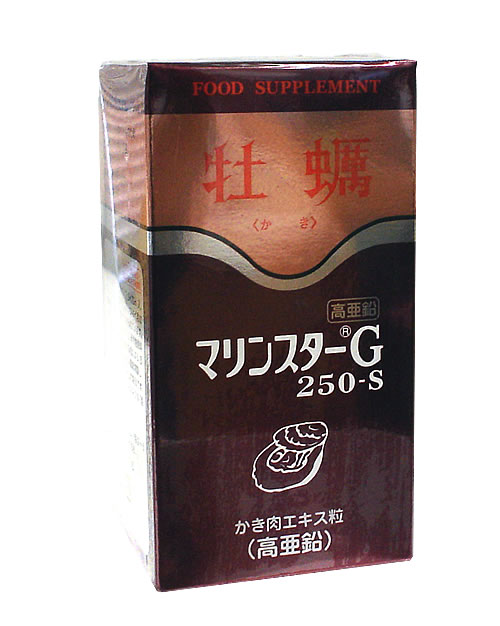 FOOD SUPPLEMENT
牡蠣
〈かき〉
高亜鉛
マリンスターG®
250-S
かき肉エキス粒
(高亜鉛)